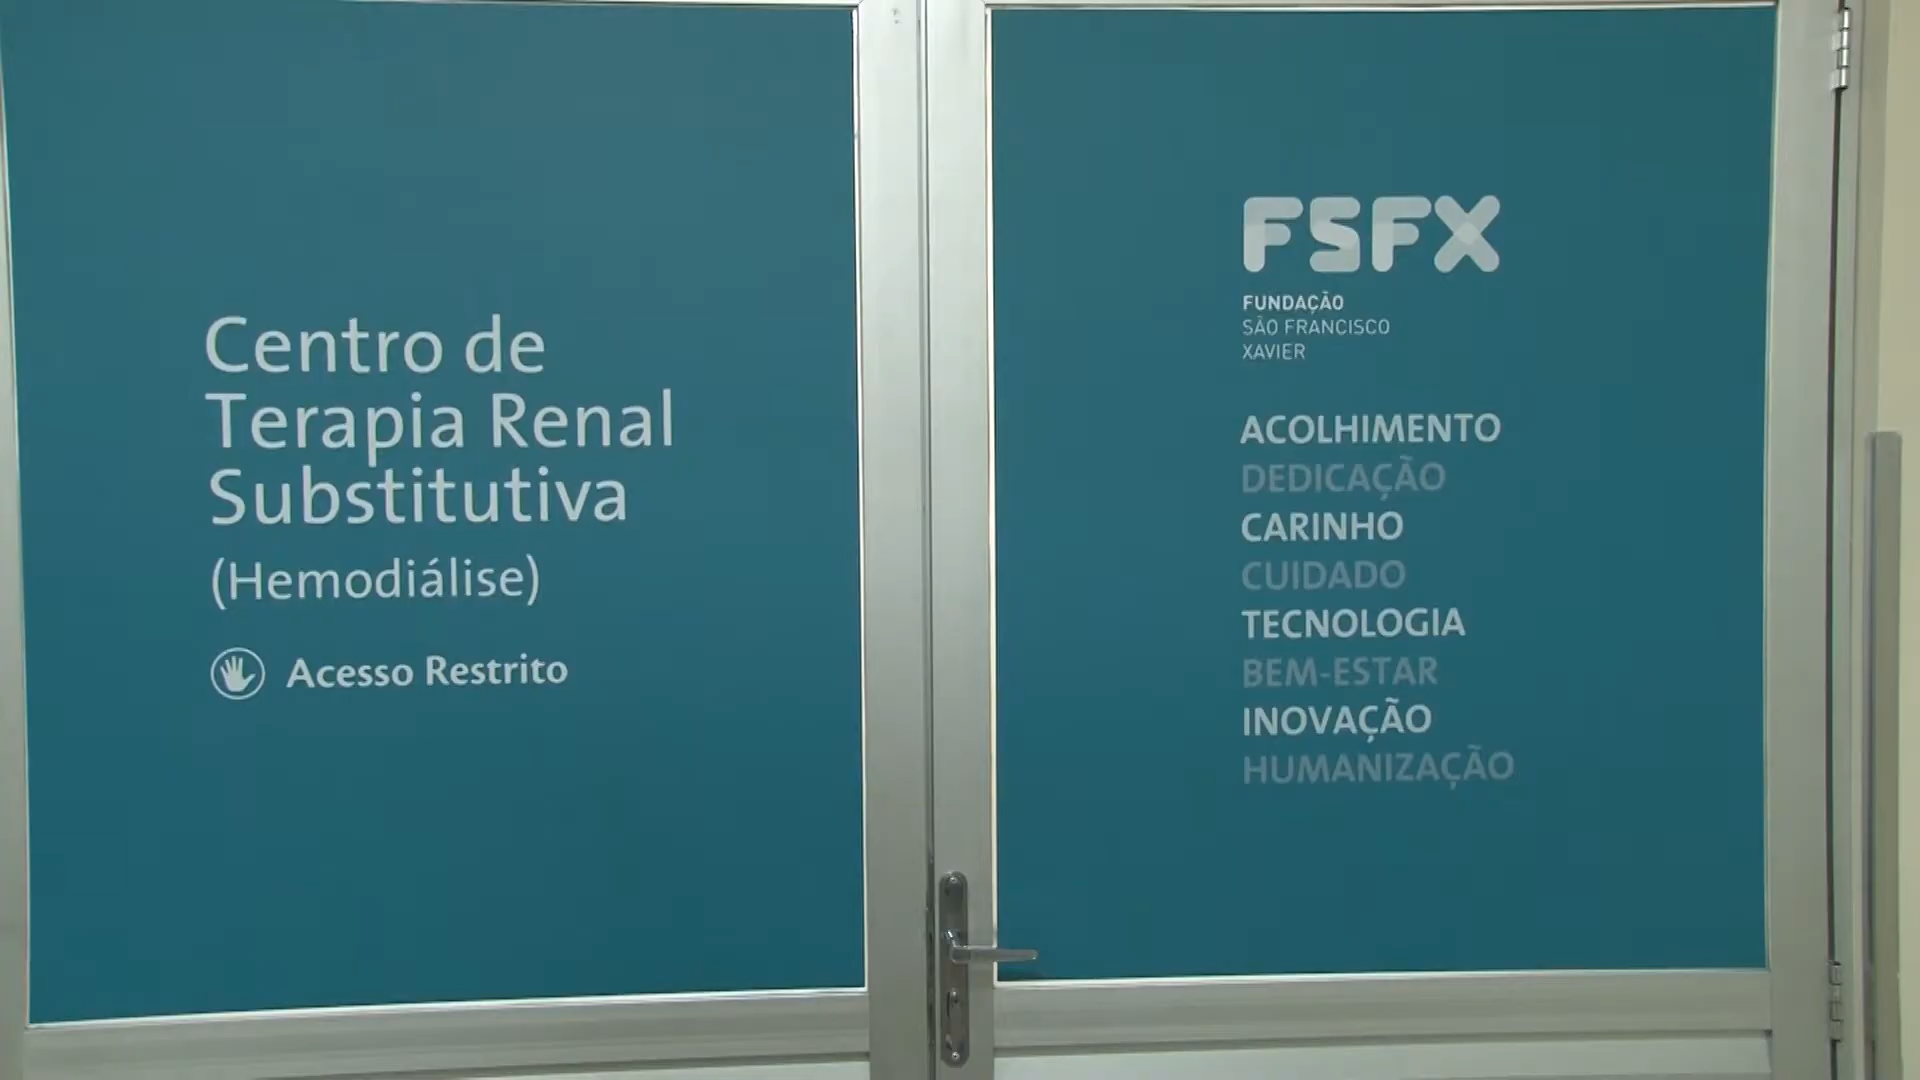 Centro de
Terapia Renal
Substitutiva
(Hemodiálise)
Acesso Restrito
FSFX
FUNDAÇÃO
SÃO FRANCISCO
XAVIER
ACOLHIMENTO
DEDICAÇÃO
CARINHO
CUIDADO
TECNOLOGIA
BEM-ESTAR
INOVAÇÃO
HUMANIZAÇÃO